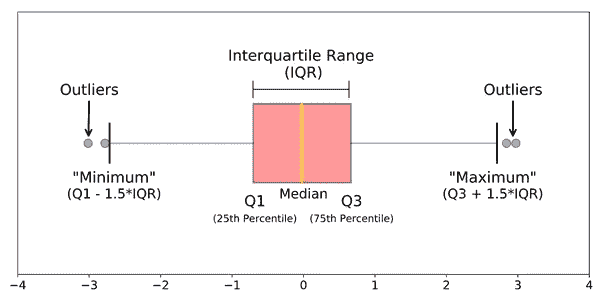 Interquartile Range
(IQR)
Outliers
Outliers
"Minimum"
(Q1 - 1.5*IQR)
"Maximum"
(Q3 + 1.5*IQR)
Median
Q1
(25th Percentile)
Q3
(75th Percentile)
−4 −3 −2 −1 0 1 2 3 4